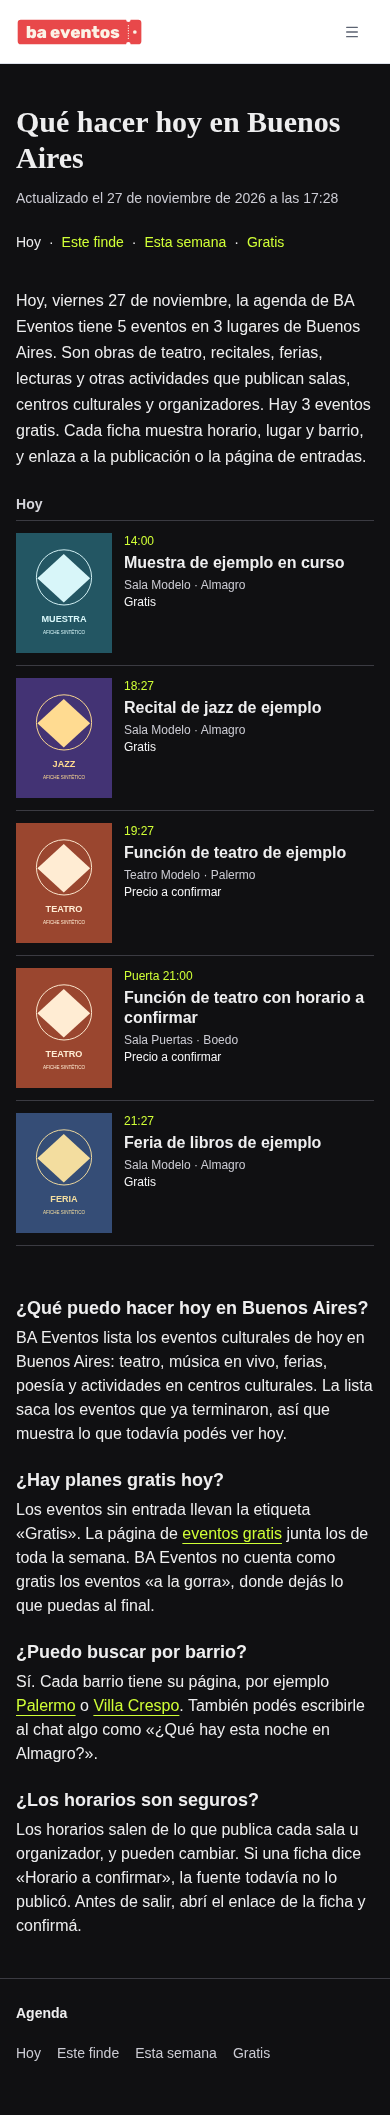 ba eventos
Qué hacer hoy en Buenos
Aires
Actualizado el 27 de noviembre de 2026 a las 17:28
Hoy · Este finde · Esta semana · Gratis
Hoy, viernes 27 de noviembre, la agenda de BA
Eventos tiene 5 eventos en 3 lugares de Buenos
Aires. Son obras de teatro, recitales, ferias,
lecturas y otras actividades que publican salas,
centros culturales y organizadores. Hay 3 eventos
gratis. Cada ficha muestra horario, lugar y barrio,
y enlaza a la publicación o la página de entradas.
Hoy
MUESTRA
AFICHE SINTÉTICO
14:00
Muestra de ejemplo en curso
Sala Modelo · Almagro
Gratis
JAZZ
AFICHE SINTÉTICO
18:27
Recital de jazz de ejemplo
Sala Modelo · Almagro
Gratis
TEATRO
AFICHE SINTÉTICO
19:27
Función de teatro de ejemplo
Teatro Modelo · Palermo
Precio a confirmar
TEATRO
AFICHE SINTÉTICO
Puerta 21:00
Función de teatro con horario a
confirmar
Sala Puertas · Boedo
Precio a confirmar
FERIA
AFICHE SINTÉTICO
21:27
Feria de libros de ejemplo
Sala Modelo · Almagro
Gratis
¿Qué puedo hacer hoy en Buenos Aires?
BA Eventos lista los eventos culturales de hoy en
Buenos Aires: teatro, música en vivo, ferias,
poesía y actividades en centros culturales. La lista
saca los eventos que ya terminaron, así que
muestra lo que todavía podés ver hoy.
¿Hay planes gratis hoy?
Los eventos sin entrada llevan la etiqueta
«Gratis». La página de eventos gratis junta los de
toda la semana. BA Eventos no cuenta como
gratis los eventos «a la gorra», donde dejás lo
que puedas al final.
¿Puedo buscar por barrio?
Sí. Cada barrio tiene su página, por ejemplo
Palermo o Villa Crespo. También podés escribirle
al chat algo como «¿Qué hay esta noche en
Almagro?».
¿Los horarios son seguros?
Los horarios salen de lo que publica cada sala u
organizador, y pueden cambiar. Si una ficha dice
«Horario a confirmar», la fuente todavía no lo
publicó. Antes de salir, abrí el enlace de la ficha y
confirmá.
Agenda
Hoy Este finde Esta semana Gratis